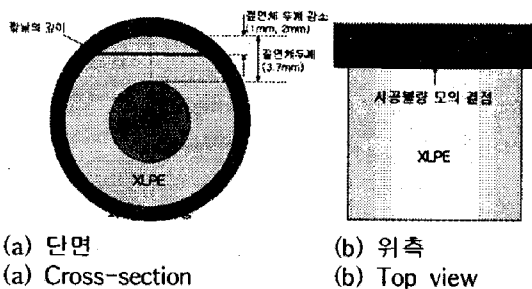 절연체 두께 감소
(1mm, 2mm)
칼날의 깊이
절연체두께
(3.7mm)
XLPE
시공불량 모의 결점
XLPE
(a) 단면
(a) Cross-section
(b) 위측
(b) Top view